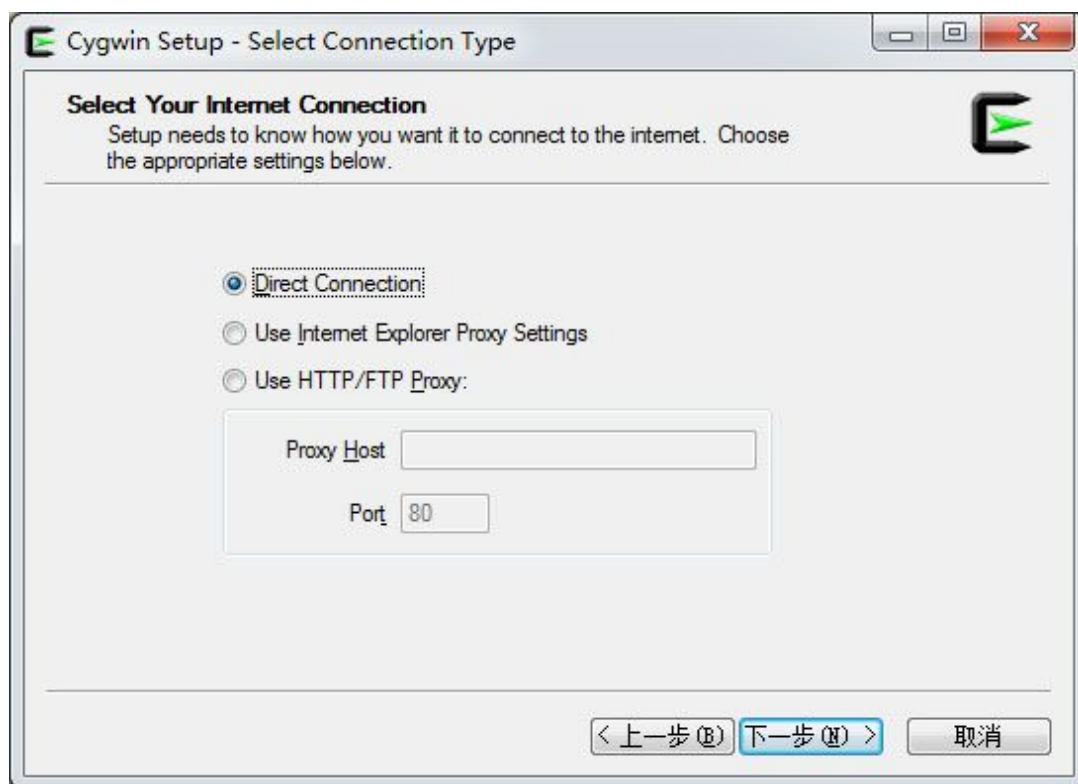 Cygwin Setup - Select Connection Type
Select Your Internet Connection
Setup needs to know how you want it to connect to the internet. Choose
the appropriate settings below.
Direct Connection
Use Internet Explorer Proxy Settings
Use HTTP/FTP Proxy:
Proxy Host
Port 80
< 上一步(B) 下一步(N) > 取消